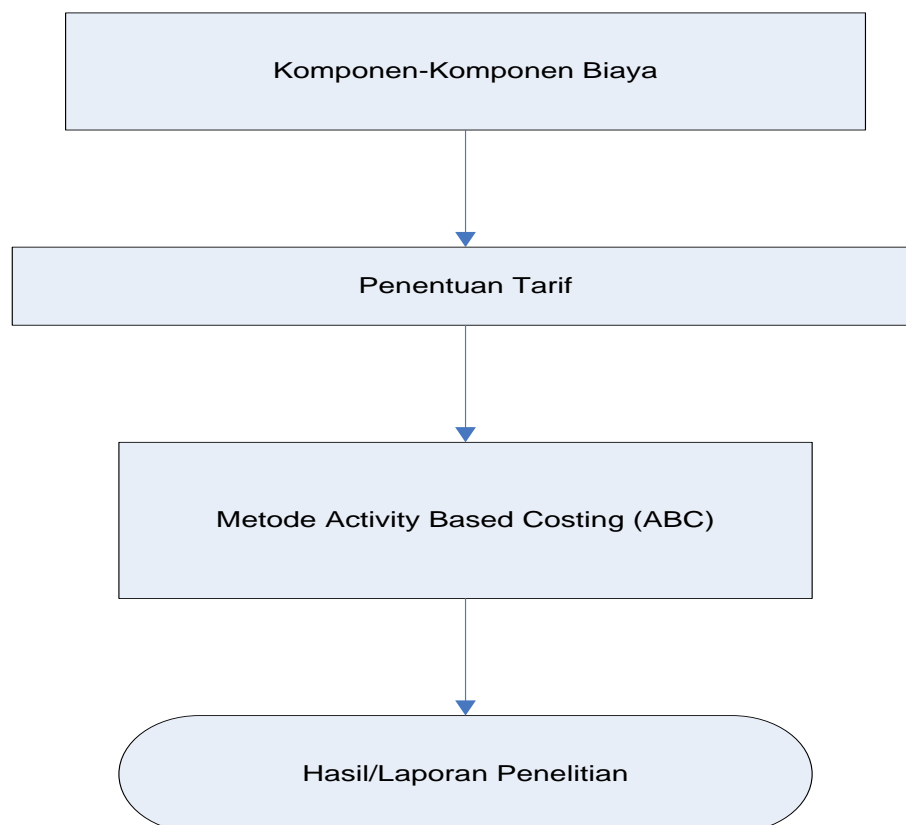 Komponen-Komponen Biaya
Penentuan Tarif
Metode Activity Based Costing (ABC)
Hasil/Laporan Penelitian